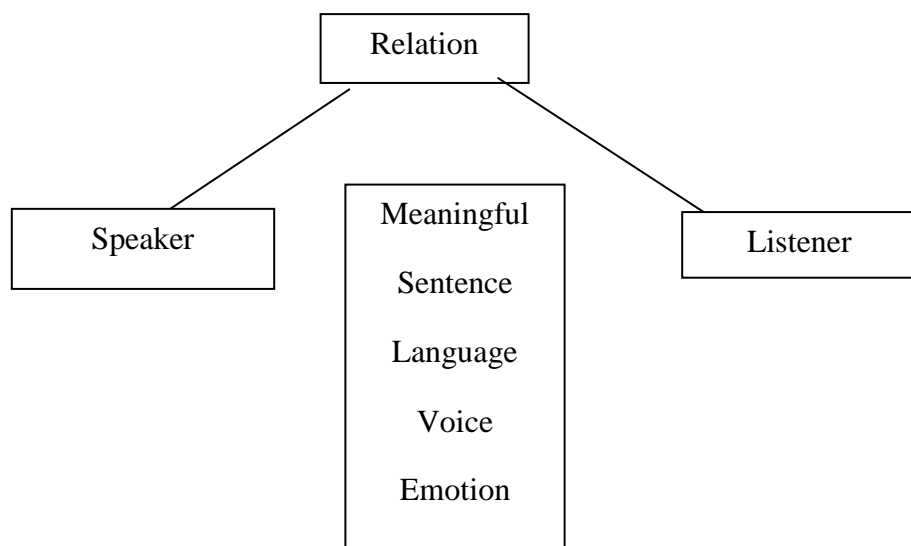 Relation
Speaker
Listener
Meaningful
Sentence
Language
Voice
Emotion